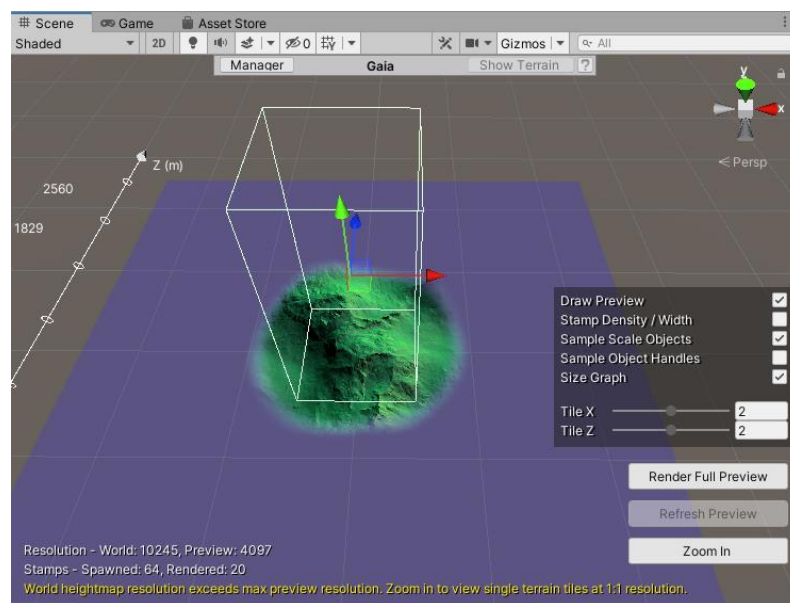 Scene Game Asset Store
Shaded 2D 0 Gizmos All
Manager Gaia Show Terrain ?
y
x
Persp
Z (m)
2560
1829
Draw Preview
Stamp Density / Width
Sample Scale Objects
Sample Object Handles
Size Graph
Tile X 2
Tile Z 2
Render Full Preview
Refresh Preview
Zoom In
Resolution - World: 10245, Preview: 4097
Stamps - Spawned: 64, Rendered: 20
World heightmap resolution exceeds max preview resolution. Zoom in to view single terrain tiles at 1:1 resolution.